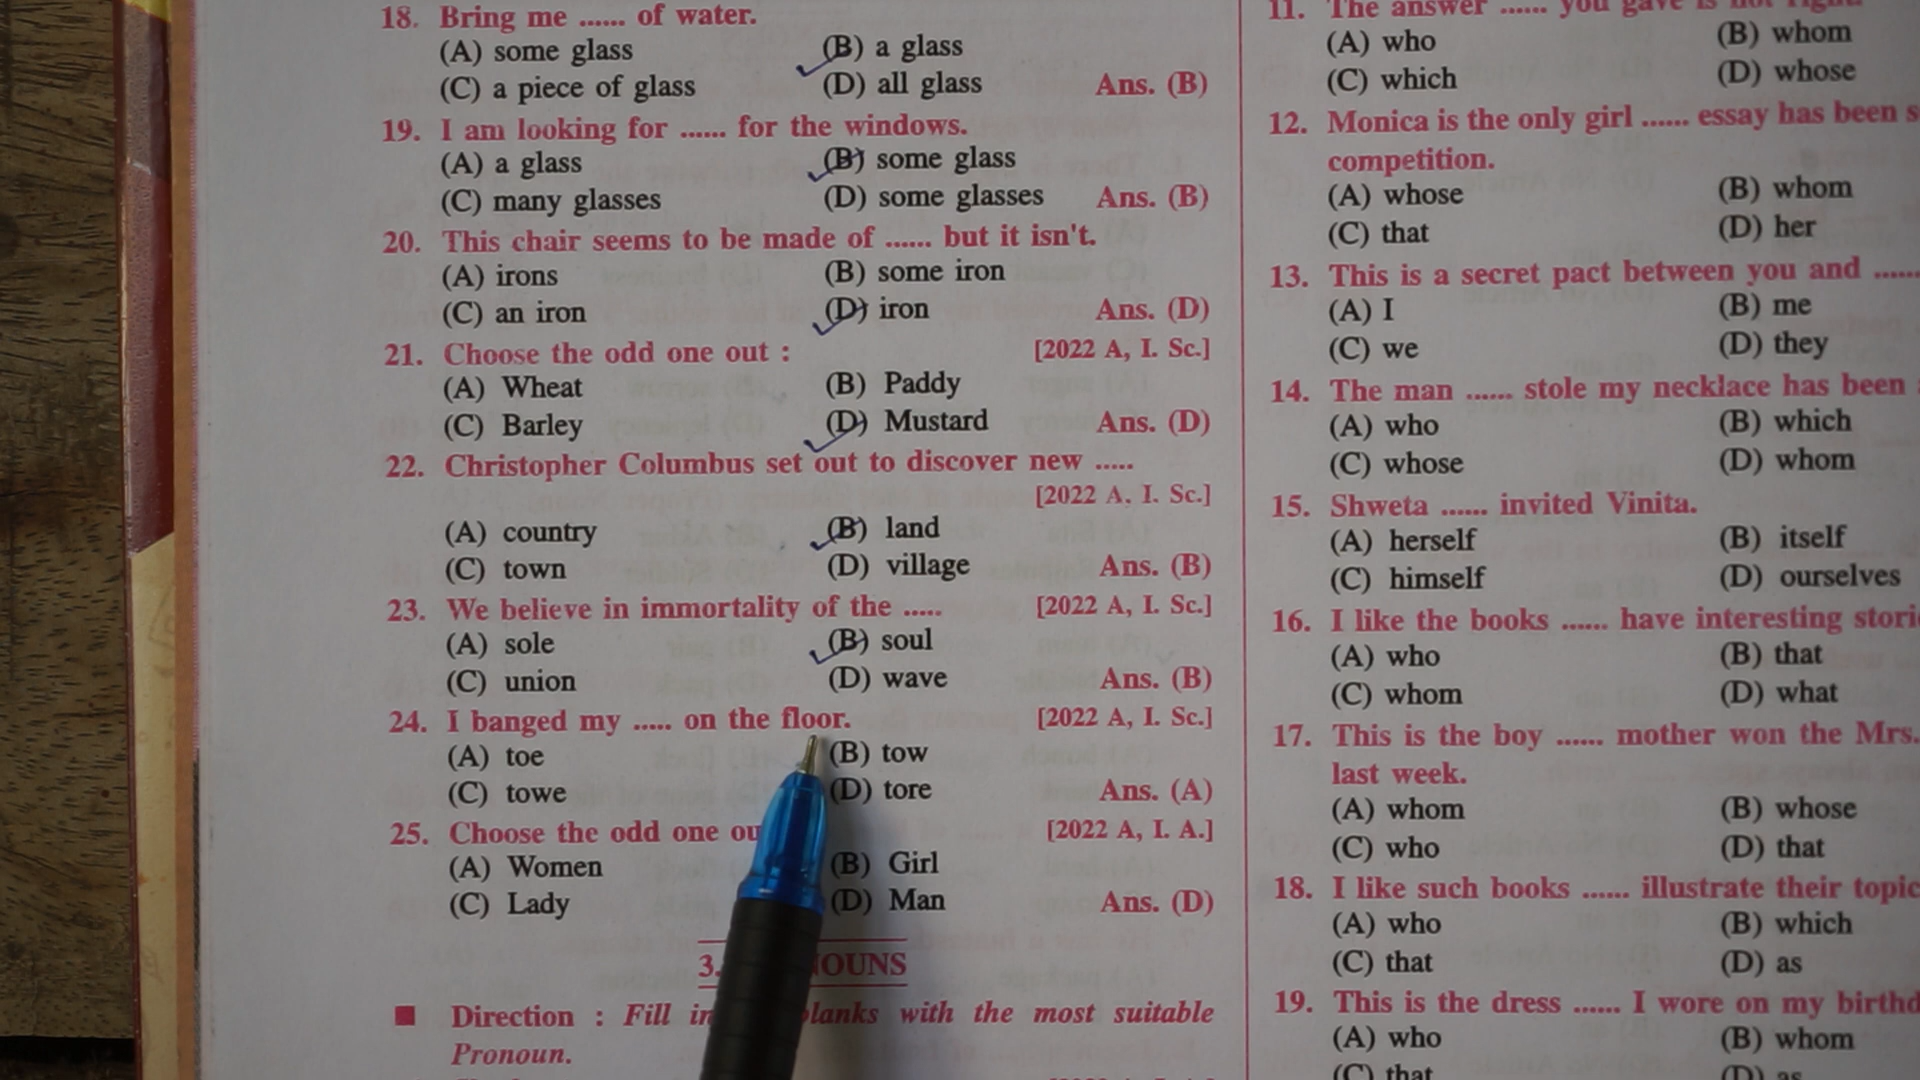 18. Bring me ...... of water.
(A) some glass (B) a glass
(C) a piece of glass (D) all glass Ans. (B)
19. I am looking for ...... for the windows.
(A) a glass (B) some glass
(C) many glasses (D) some glasses Ans. (B)
20. This chair seems to be made of ...... but it isn't.
(A) irons (B) some iron
(C) an iron (D) iron Ans. (D)
21. Choose the odd one out : [2022 A, I. Sc.]
(A) Wheat (B) Paddy
(C) Barley (D) Mustard Ans. (D)
22. Christopher Columbus set out to discover new .....
[2022 A, I. Sc.]
(A) country (B) land
(C) town (D) village Ans. (B)
23. We believe in immortality of the ..... [2022 A, I. Sc.]
(A) sole (B) soul
(C) union (D) wave Ans. (B)
24. I banged my ..... on the floor. [2022 A, I. Sc.]
(A) toe (B) tow
(C) towe (D) tore Ans. (A)
25. Choose the odd one [2022 A, I. A.]
(A) Women (B) Girl
(C) Lady (D) Man Ans. (D)
3.
Direction : Fill with the most suitable
Pronoun.
11. The answer ...... you gave is not right.
(A) who (B) whom
(C) which (D) whose
12. Monica is the only girl ...... essay has been
competition.
(A) whose (B) whom
(C) that (D) her
13. This is a secret pact between you and ......
(A) I (B) me
(C) we (D) they
14. The man ...... stole my necklace has been
(A) who (B) which
(C) whose (D) whom
15. Shweta ...... invited Vinita.
(A) herself (B) itself
(C) himself (D) ourselves
16. I like the books ...... have interesting
(A) who (B) that
(C) whom (D) what
17. This is the boy ...... mother won the Mrs.
last week.
(A) whom (B) whose
(C) who (D) that
18. I like such books ...... illustrate their
(A) who (B) which
(C) that (D) as
19. This is the dress ...... I wore on my
(A) who (B) whom
(C) that (D) as